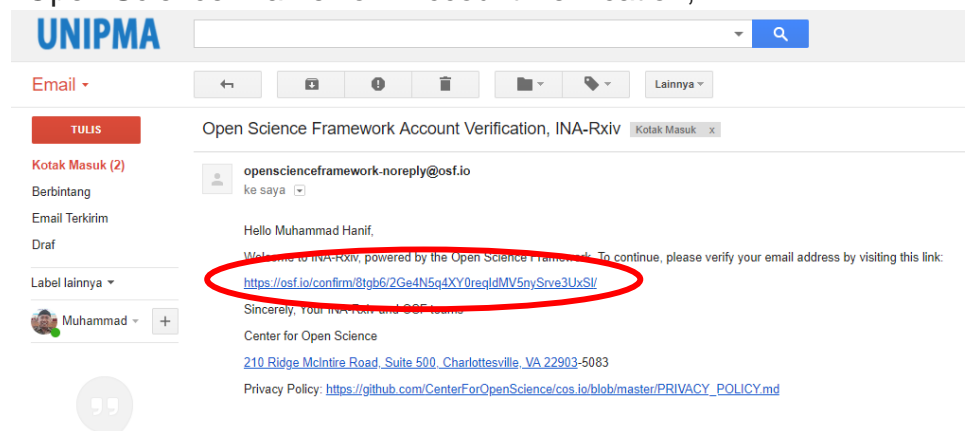 UNIPMA
Email
Lainnya
TULIS
Open Science Framework Account Verification, INA-Rxiv Kotak Masuk x
Kotak Masuk (2)
Berbintang
Email Terkirim
Draf
Label lainnya
Muhammad
openscienceframework-noreply@osf.io
ke saya
Hello Muhammad Hanif,
Welcome to INA-Rxiv, powered by the Open Science Framework. To continue, please verify your email address by visiting this link:
https://osf.io/confirm/8tgb6/2Ge4N5q4XY0reqIdMV5nySrve3UxSI/
Sincerely, Your INA-Rxiv and OSF teams
Center for Open Science
210 Ridge McIntire Road, Suite 500, Charlottesville, VA 22903-5083
Privacy Policy: https://github.com/CenterForOpenScience/cos.io/blob/master/PRIVACY_POLICY.md